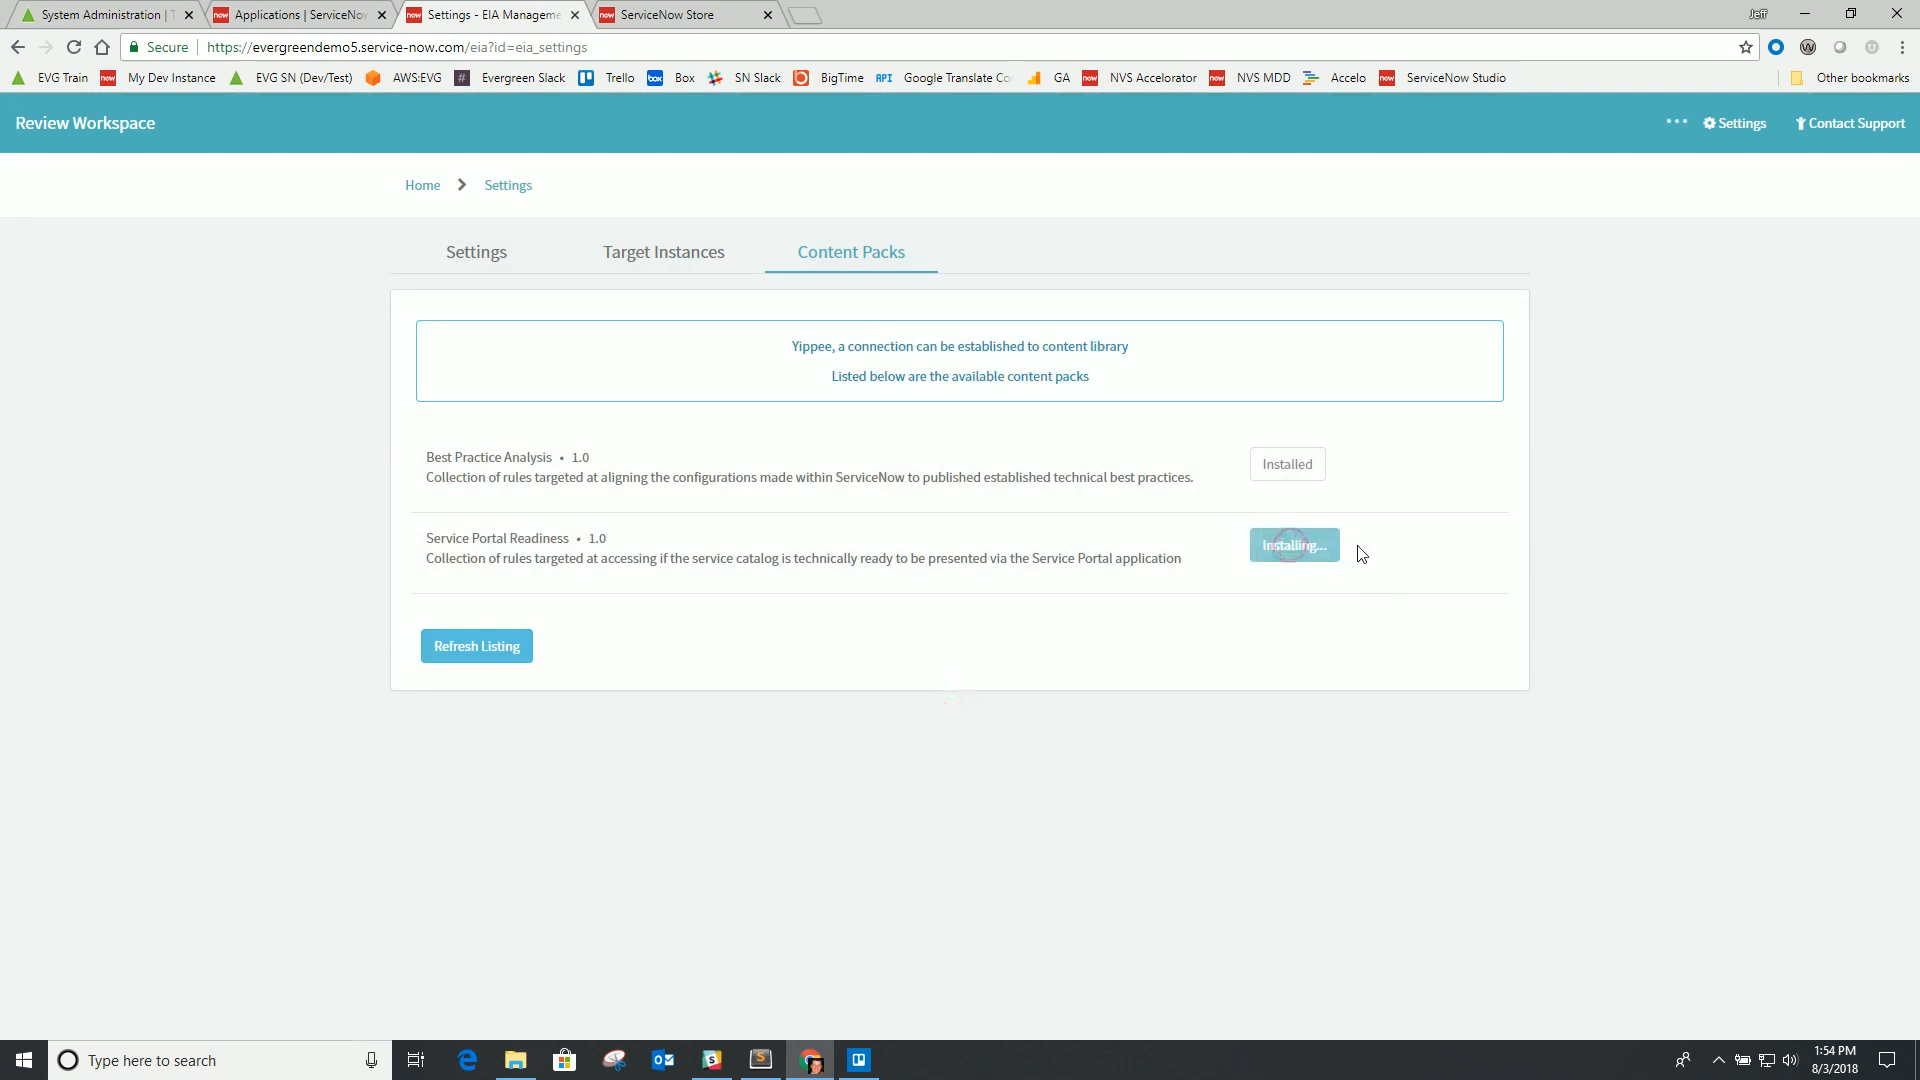 System Administration | T
Applications | ServiceNow
Settings - EIA Manageme
ServiceNow Store
Jeff
Secure
https://evergreendemo5.service-now.com/eia?id=eia_settings
EVG Train
My Dev Instance
EVG SN (Dev/Test)
AWS:EVG
Evergreen Slack
Trello
Box
SN Slack
BigTime
Google Translate Co
GA
NVS Accelerator
NVS MDD
Accelo
ServiceNow Studio
Other bookmarks
Review Workspace
Settings
Contact Support
Home
Settings
Settings
Target Instances
Content Packs
Yippee, a connection can be established to content library
Listed below are the available content packs
Best Practice Analysis • 1.0
Collection of rules targeted at aligning the configurations made within ServiceNow to published established technical best practices.
Installed
Service Portal Readiness • 1.0
Collection of rules targeted at accessing if the service catalog is technically ready to be presented via the Service Portal application
Installing...
Refresh Listing
Type here to search
1:54 PM
8/3/2018